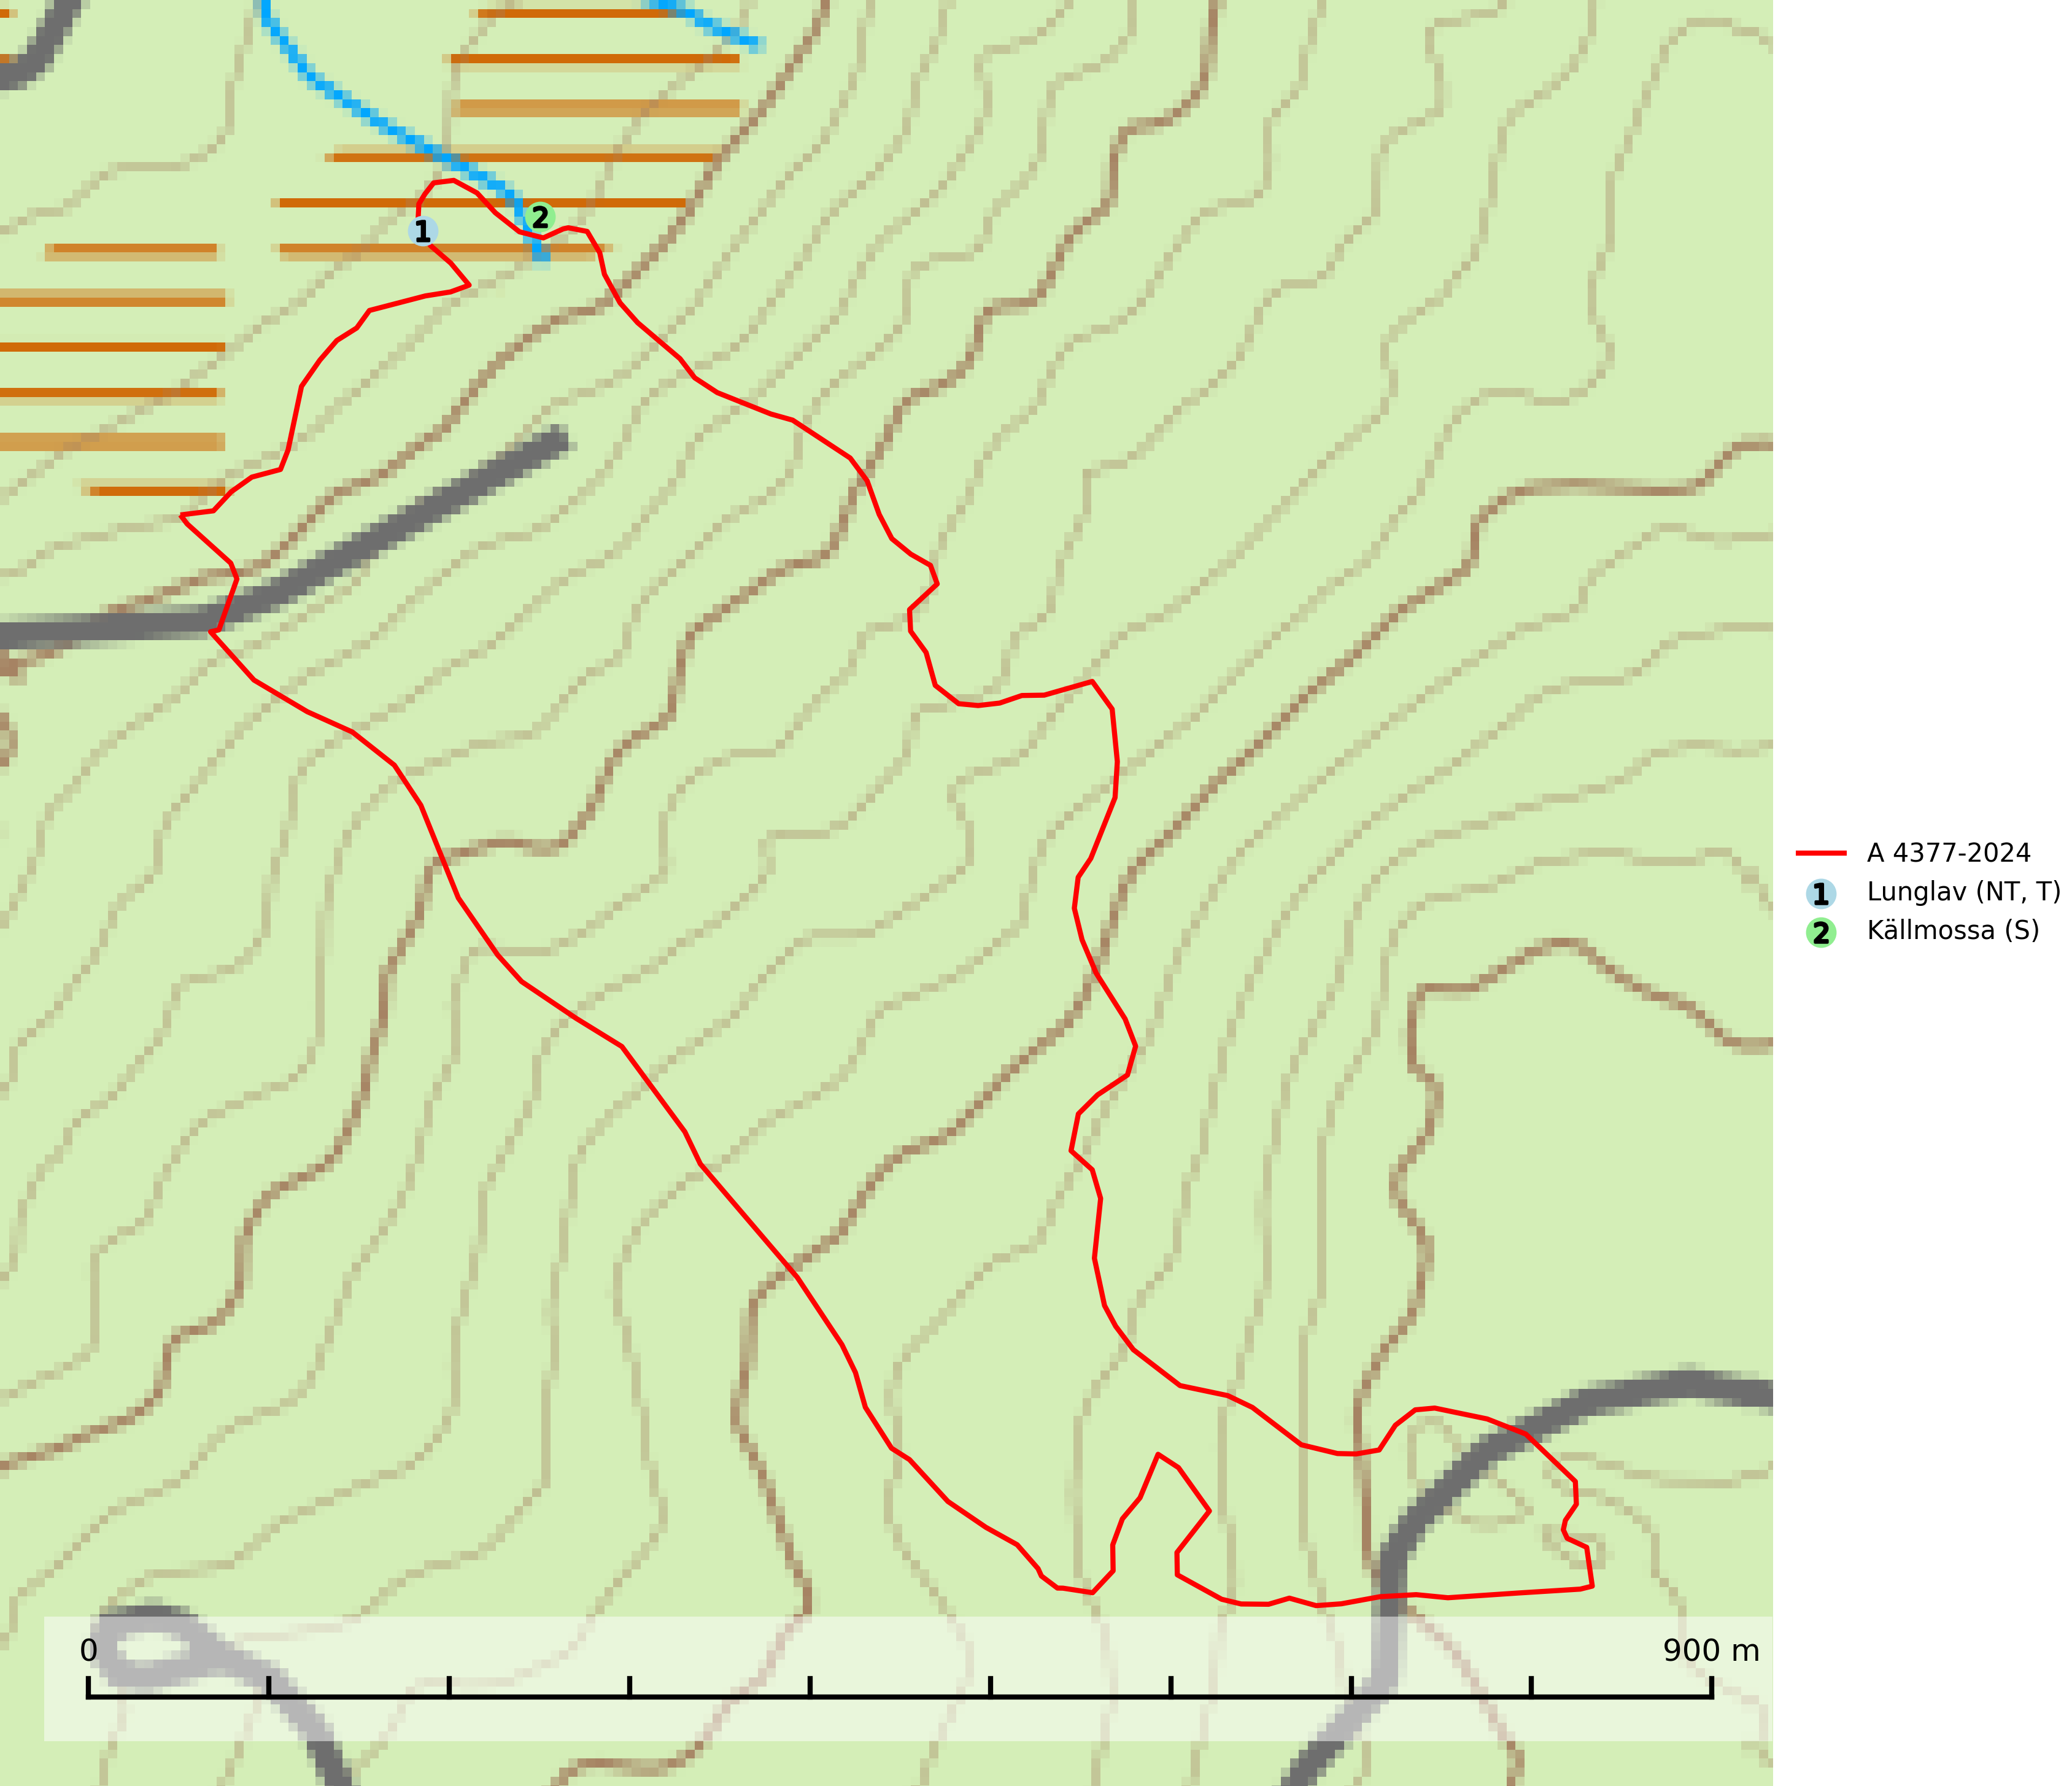 1
2
A 4377-2024
1 Lunglav (NT, T)
2 Källmossa (S)
0 900 m